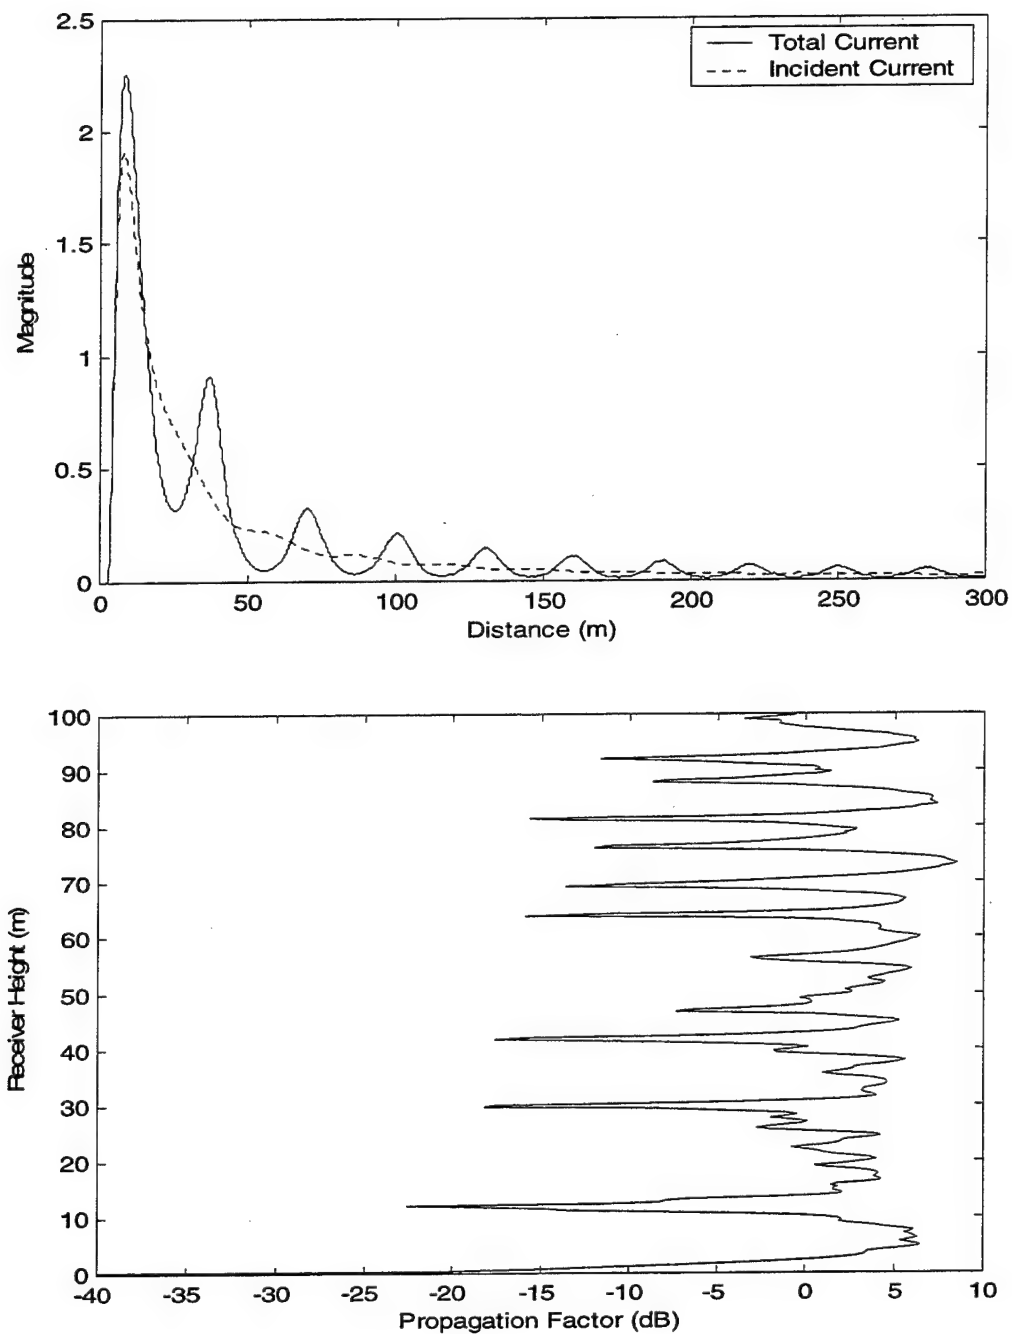 2.5
2
1.5
1
0.5
0
Magnitude
Total Current
Incident Current
0 50 100 150 200 250 300
Distance (m)
100
90
80
70
60
50
40
30
20
10
0
Receiver Height (m)
-40 -35 -30 -25 -20 -15 -10 -5 0 5 10
Propagation Factor (dB)